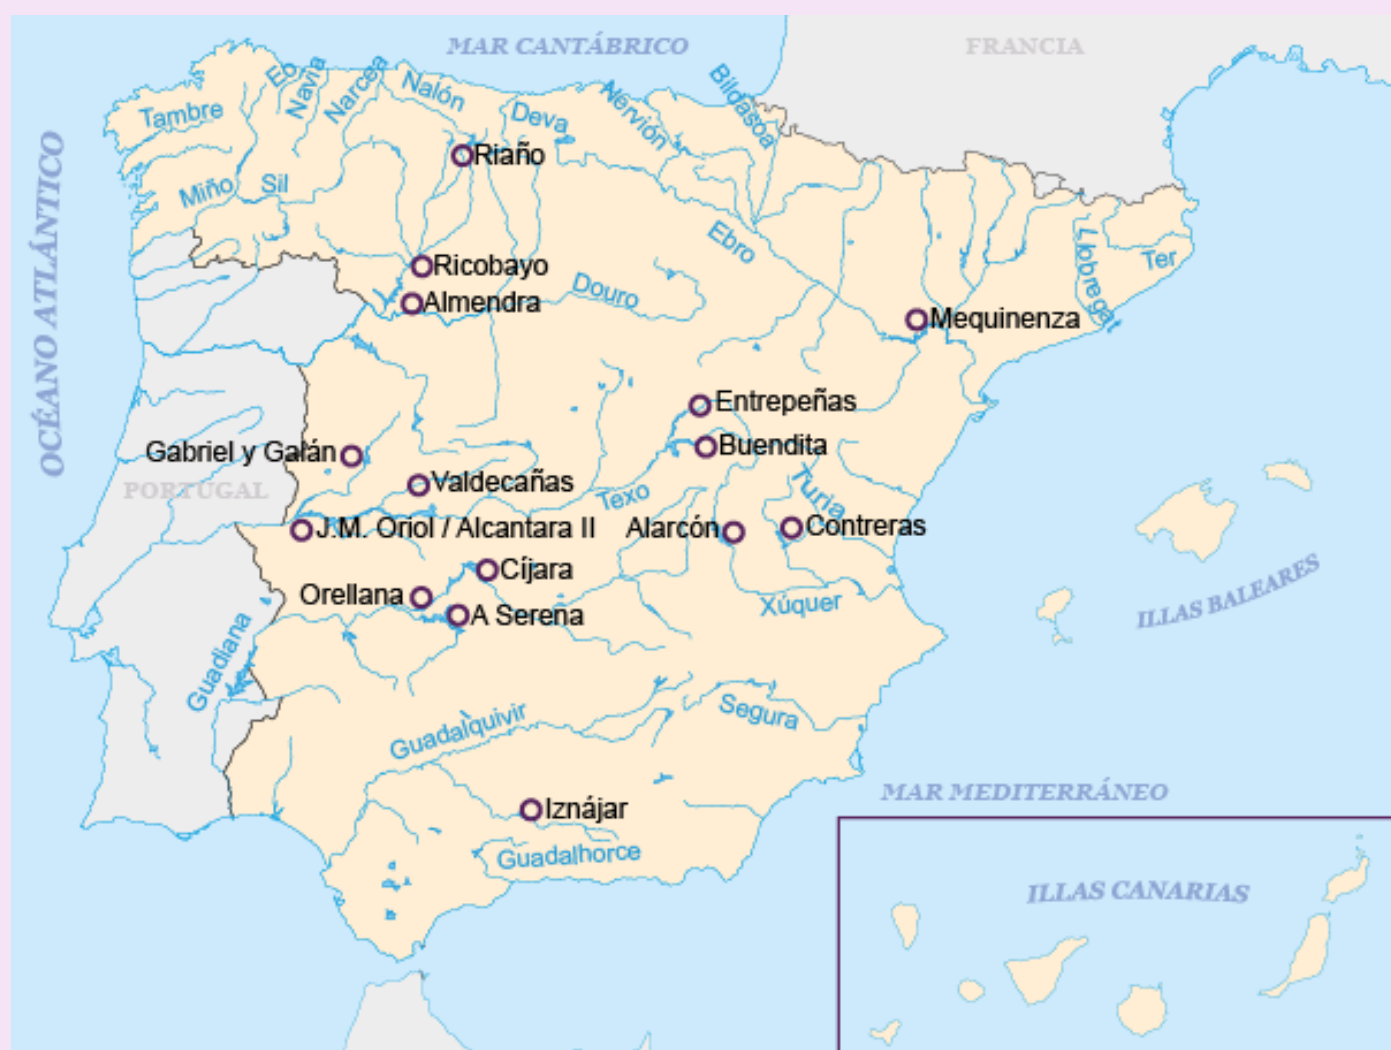 MAR CANTÁBRICO
FRANCIA
OCÉANO ATLÁNTICO
Tambre
Eo
Navia
Narcea
Nalón
Deva
Nervión
Bildasoa
Riaño
Miño
Sil
Ebro
Llobregat
Ter
Ricobayo
Almendra
Douro
Mequinenza
Entrepeñas
Buendita
Gabriel y Galán
PORTUGAL
Valdecañas
Texo
Turia
J.M. Oriol / Alcantara II
Alarcón
Contreras
Cíjara
Orellana
A Serena
Xúquer
ILLAS BALEARES
Guadiana
Guadalquivir
Segura
MAR MEDITERRÁNEO
Iznájar
Guadalhorce
ILLAS CANARIAS